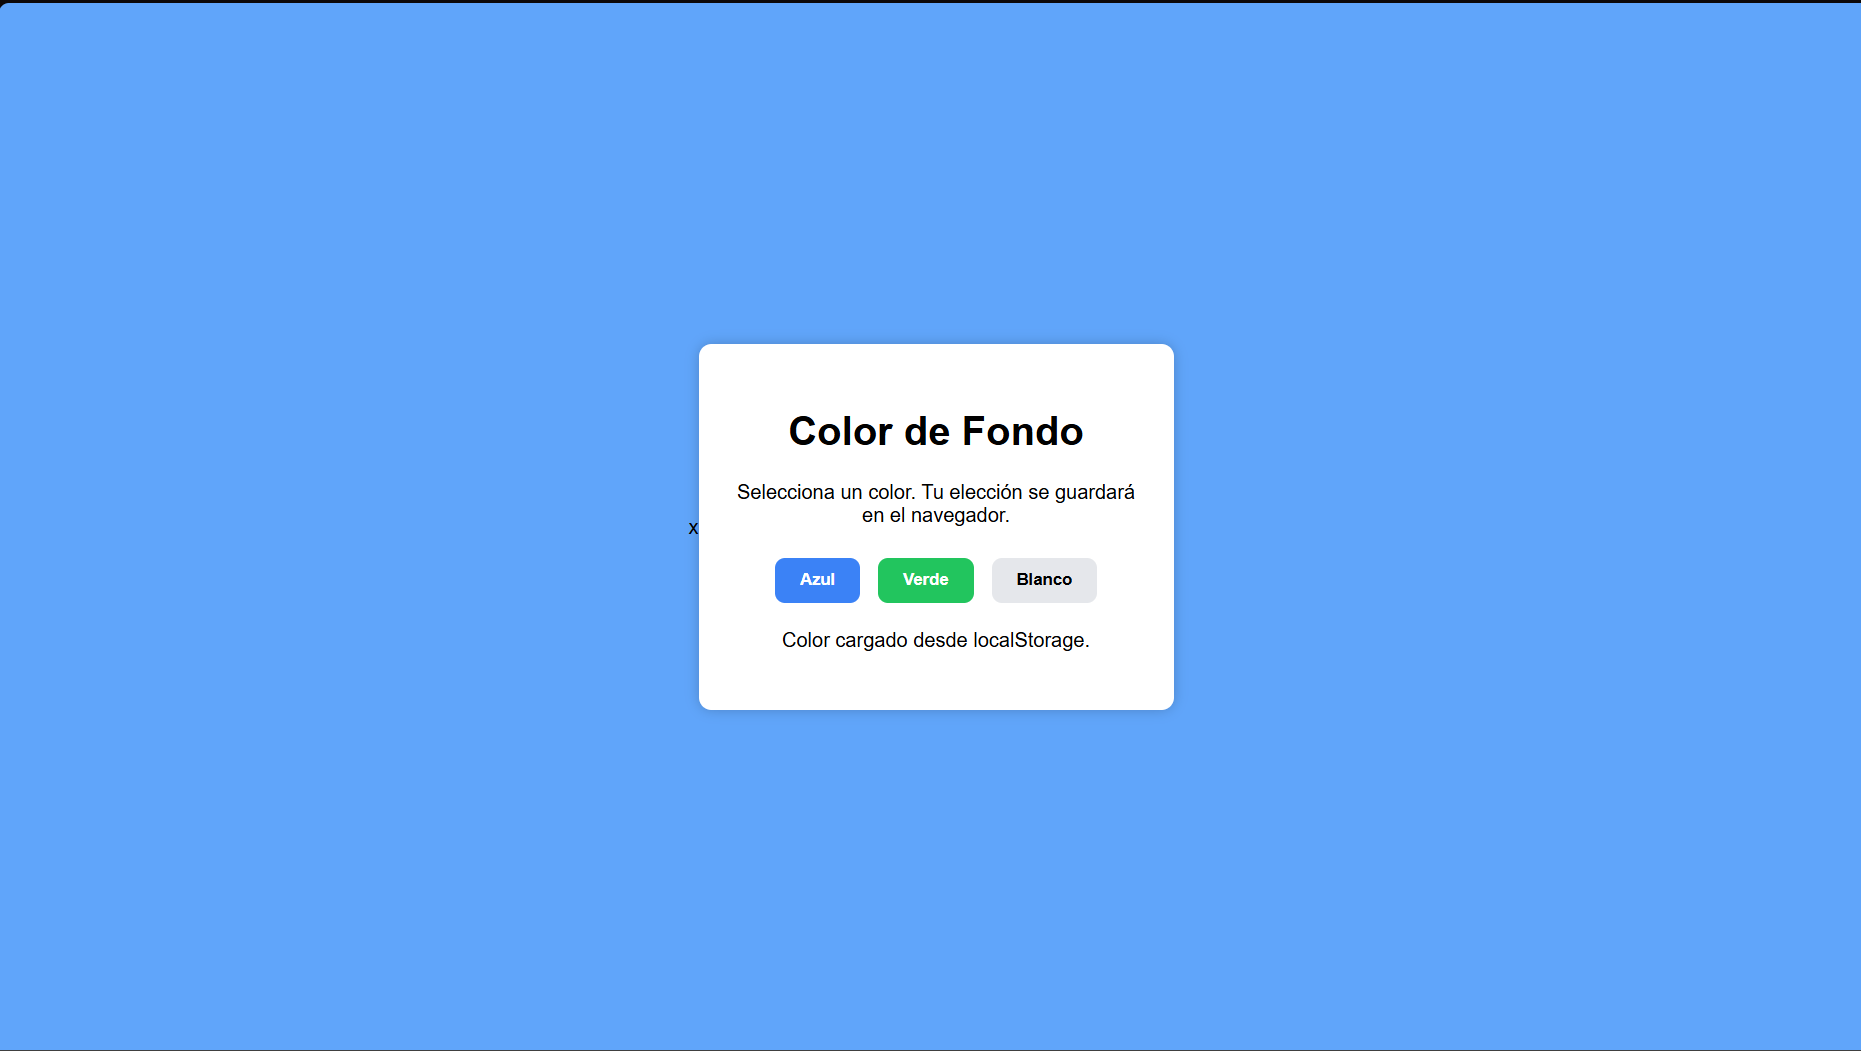 Color de Fondo
Selecciona un color. Tu elección se guardará
en el navegador.
x
Azul Verde Blanco
Color cargado desde localStorage.